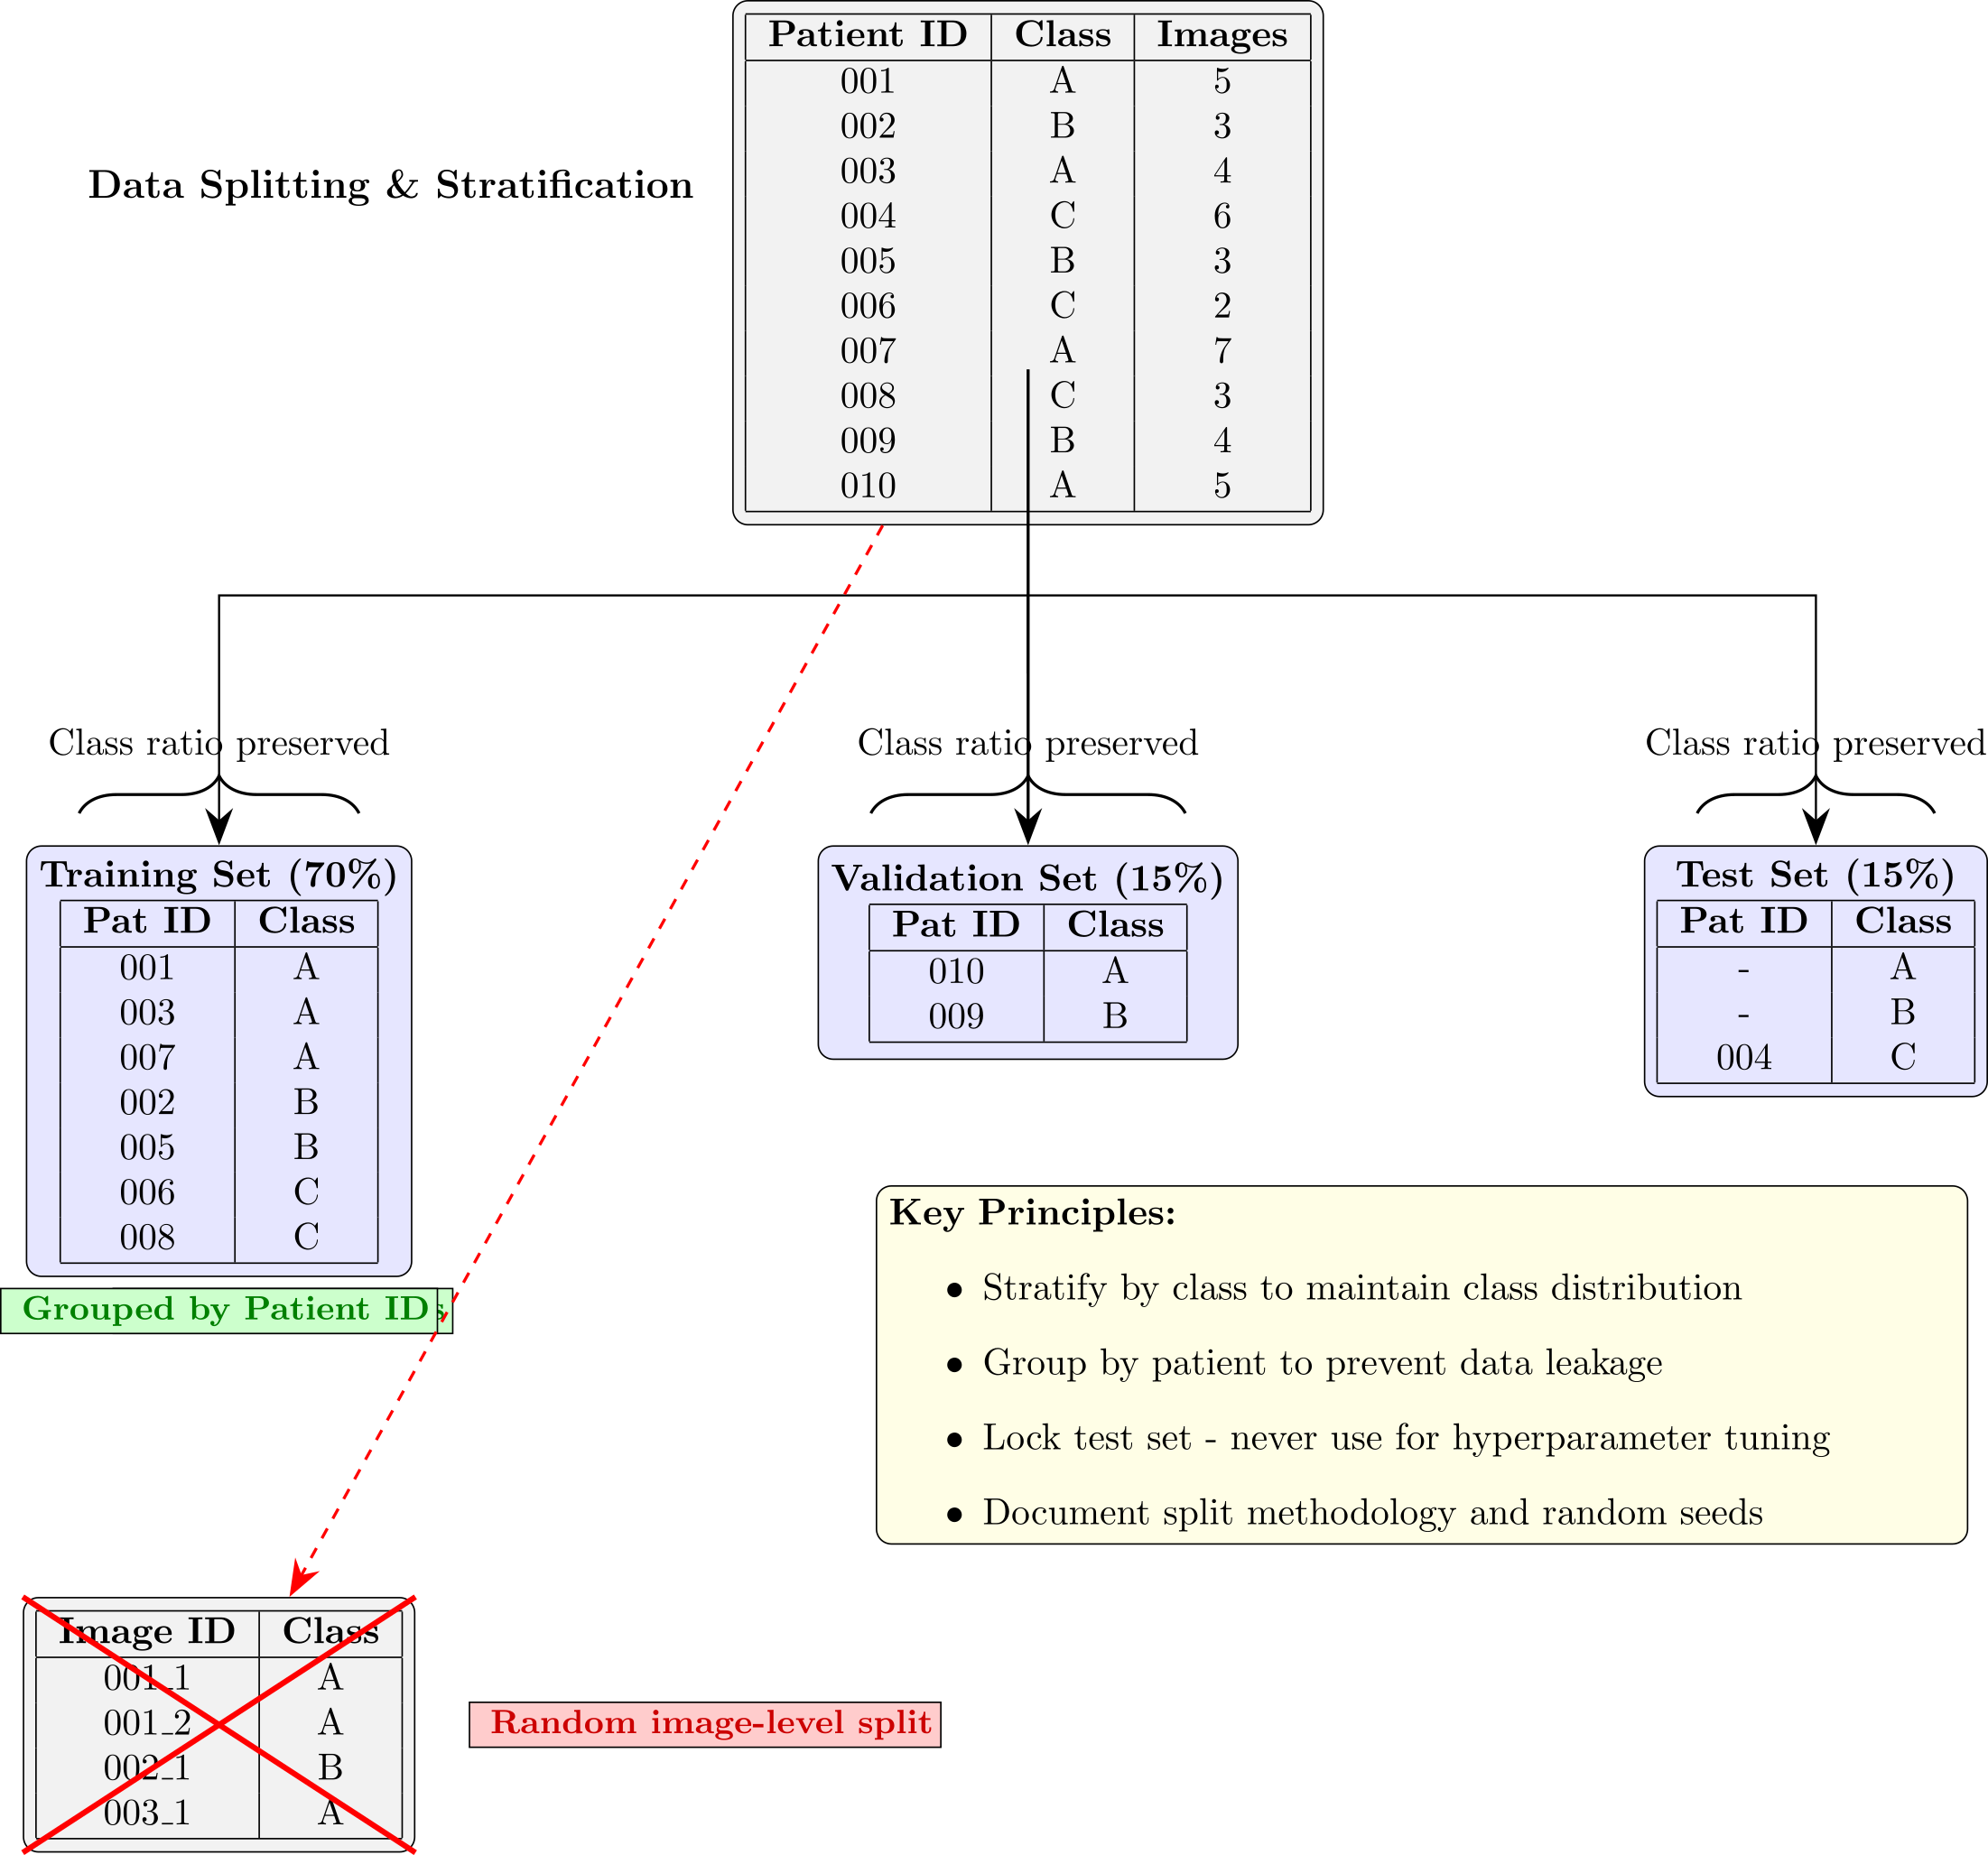 Data Splitting & Stratification
Patient ID Class Images
001 A 5
002 B 3
003 A 4
004 C 6
005 B 3
006 C 2
007 A 7
008 C 3
009 B 4
010 A 5
Class ratio preserved
Training Set (70%)
Pat ID Class
001 A
003 A
007 A
002 B
005 B
006 C
008 C
Grouped by Patient IDs
Class ratio preserved
Validation Set (15%)
Pat ID Class
010 A
009 B
Class ratio preserved
Test Set (15%)
Pat ID Class
- A
- B
004 C
Key Principles:
• Stratify by class to maintain class distribution
• Group by patient to prevent data leakage
• Lock test set - never use for hyperparameter tuning
• Document split methodology and random seeds
Image ID Class
001_1 A
001_2 A
002_1 B
003_1 A
Random image-level split